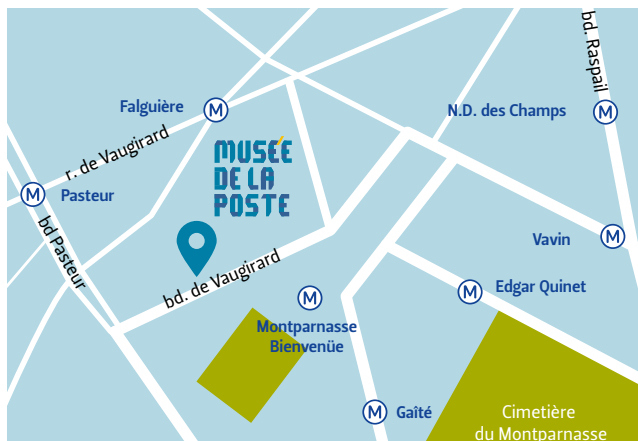 bd. Raspail
Falguière
M
N.D. des Champs
M
r. de Vaugirard
MUSÉE
DE LA
POSTE
M
Pasteur
bd Pasteur
Vavin
M
bd. de Vaugirard
M
Edgar Quinet
M
Montparnasse
Bienvenüe
M
Gaîté
Cimetière
du Montparnasse